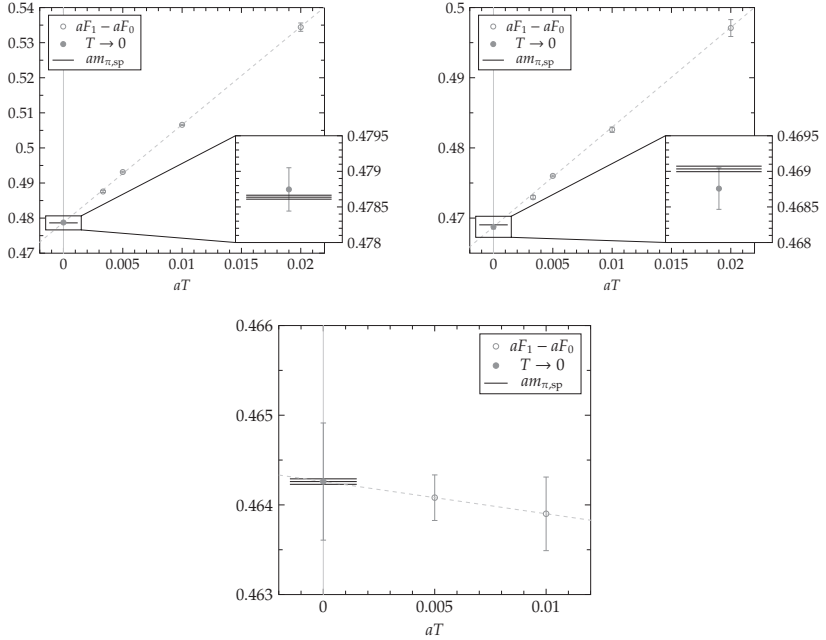 0.54
0.53
0.52
0.51
0.5
0.49
0.48
0.47
aF₁ − aF₀
T → 0
amπ,sp
0.4795
0.479
0.4785
0.478
0 0.005 0.01 0.015 0.02
aT
0.5
0.49
0.48
0.47
aF₁ − aF₀
T → 0
amπ,sp
0.4695
0.469
0.4685
0.468
0 0.005 0.01 0.015 0.02
aT
0.466
0.465
0.464
0.463
aF₁ − aF₀
T → 0
amπ,sp
0 0.005 0.01
aT